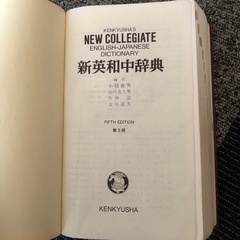 KENKYUSHA'S
NEW COLLEGIATE
ENGLISH-JAPANESE
DICTIONARY
新英和中辞典
FIFTH EDITION
第5版
KENKYUSHA